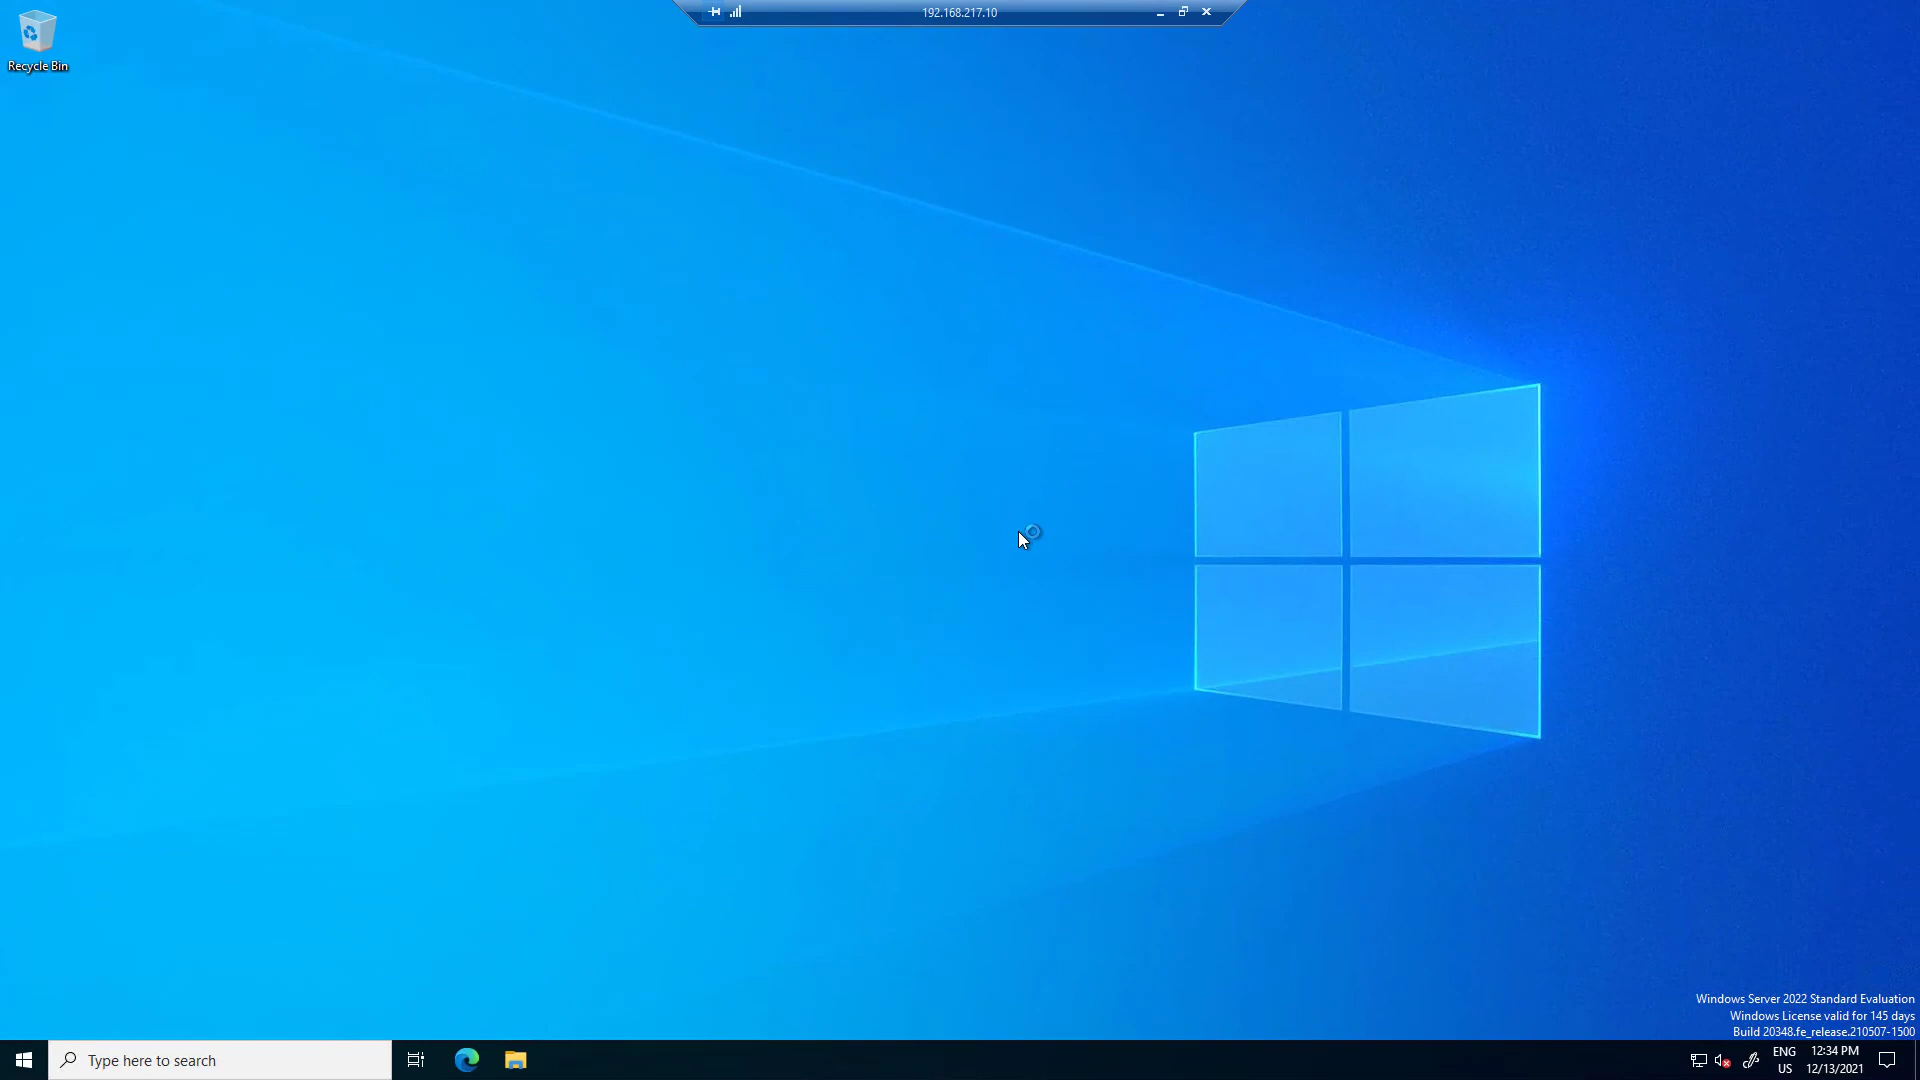 192.168.217.10
Recycle Bin
Windows Server 2022 Standard Evaluation
Windows License valid for 145 days
Build 20348.fe_release.210507-1500
Type here to search
ENG
US
12:34 PM
12/13/2021